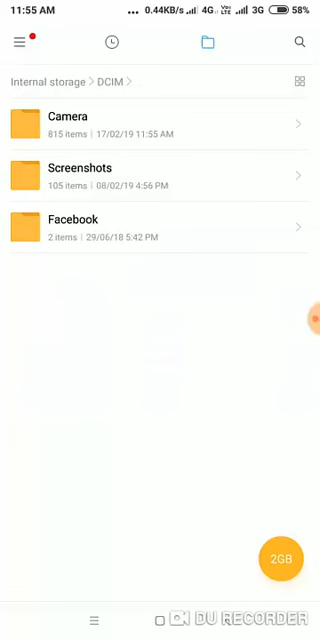 11:55 AM ... 0.44KB/s 4G Vo LTE 3G 58%
Internal storage > DCIM >
Camera
815 items | 17/02/19 11:55 AM
Screenshots
105 items | 08/02/19 4:56 PM
Facebook
2 items | 29/06/18 5:42 PM
2GB
DU RECORDER